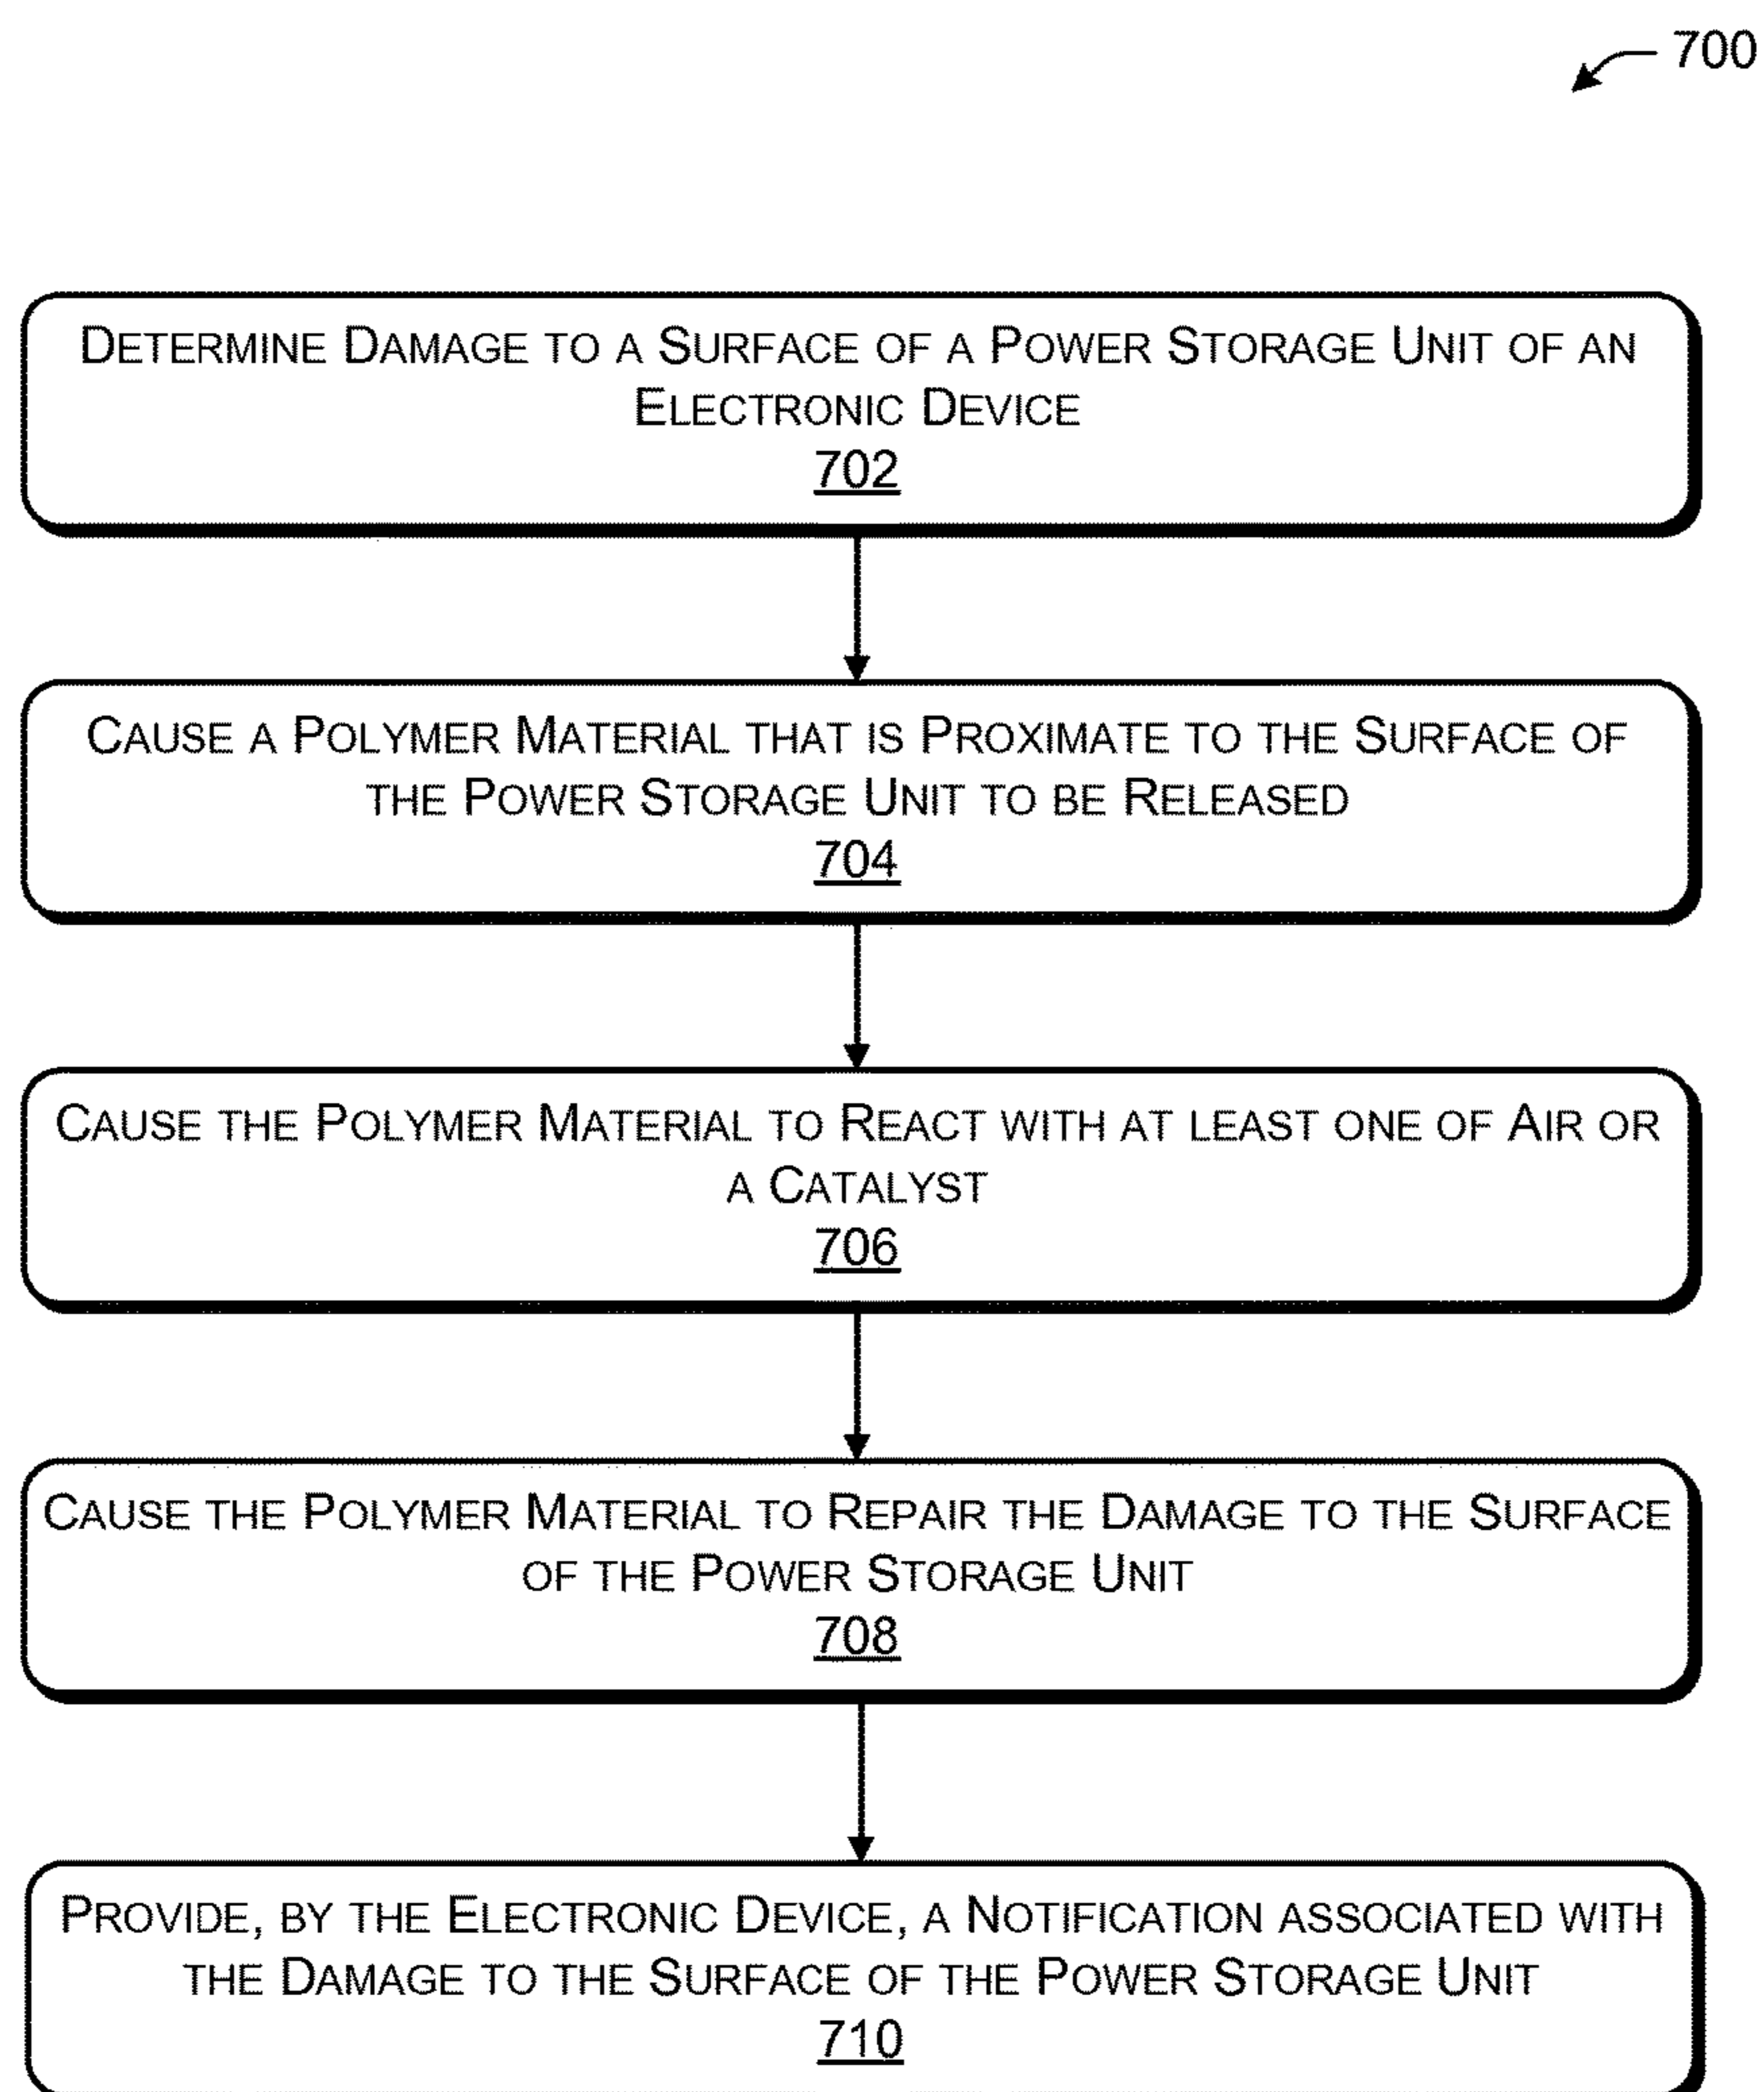 700
DETERMINE DAMAGE TO A SURFACE OF A POWER STORAGE UNIT OF AN
ELECTRONIC DEVICE
702
CAUSE A POLYMER MATERIAL THAT IS PROXIMATE TO THE SURFACE OF
THE POWER STORAGE UNIT TO BE RELEASED
704
CAUSE THE POLYMER MATERIAL TO REACT WITH AT LEAST ONE OF AIR OR
A CATALYST
706
CAUSE THE POLYMER MATERIAL TO REPAIR THE DAMAGE TO THE SURFACE
OF THE POWER STORAGE UNIT
708
PROVIDE, BY THE ELECTRONIC DEVICE, A NOTIFICATION ASSOCIATED WITH
THE DAMAGE TO THE SURFACE OF THE POWER STORAGE UNIT
710